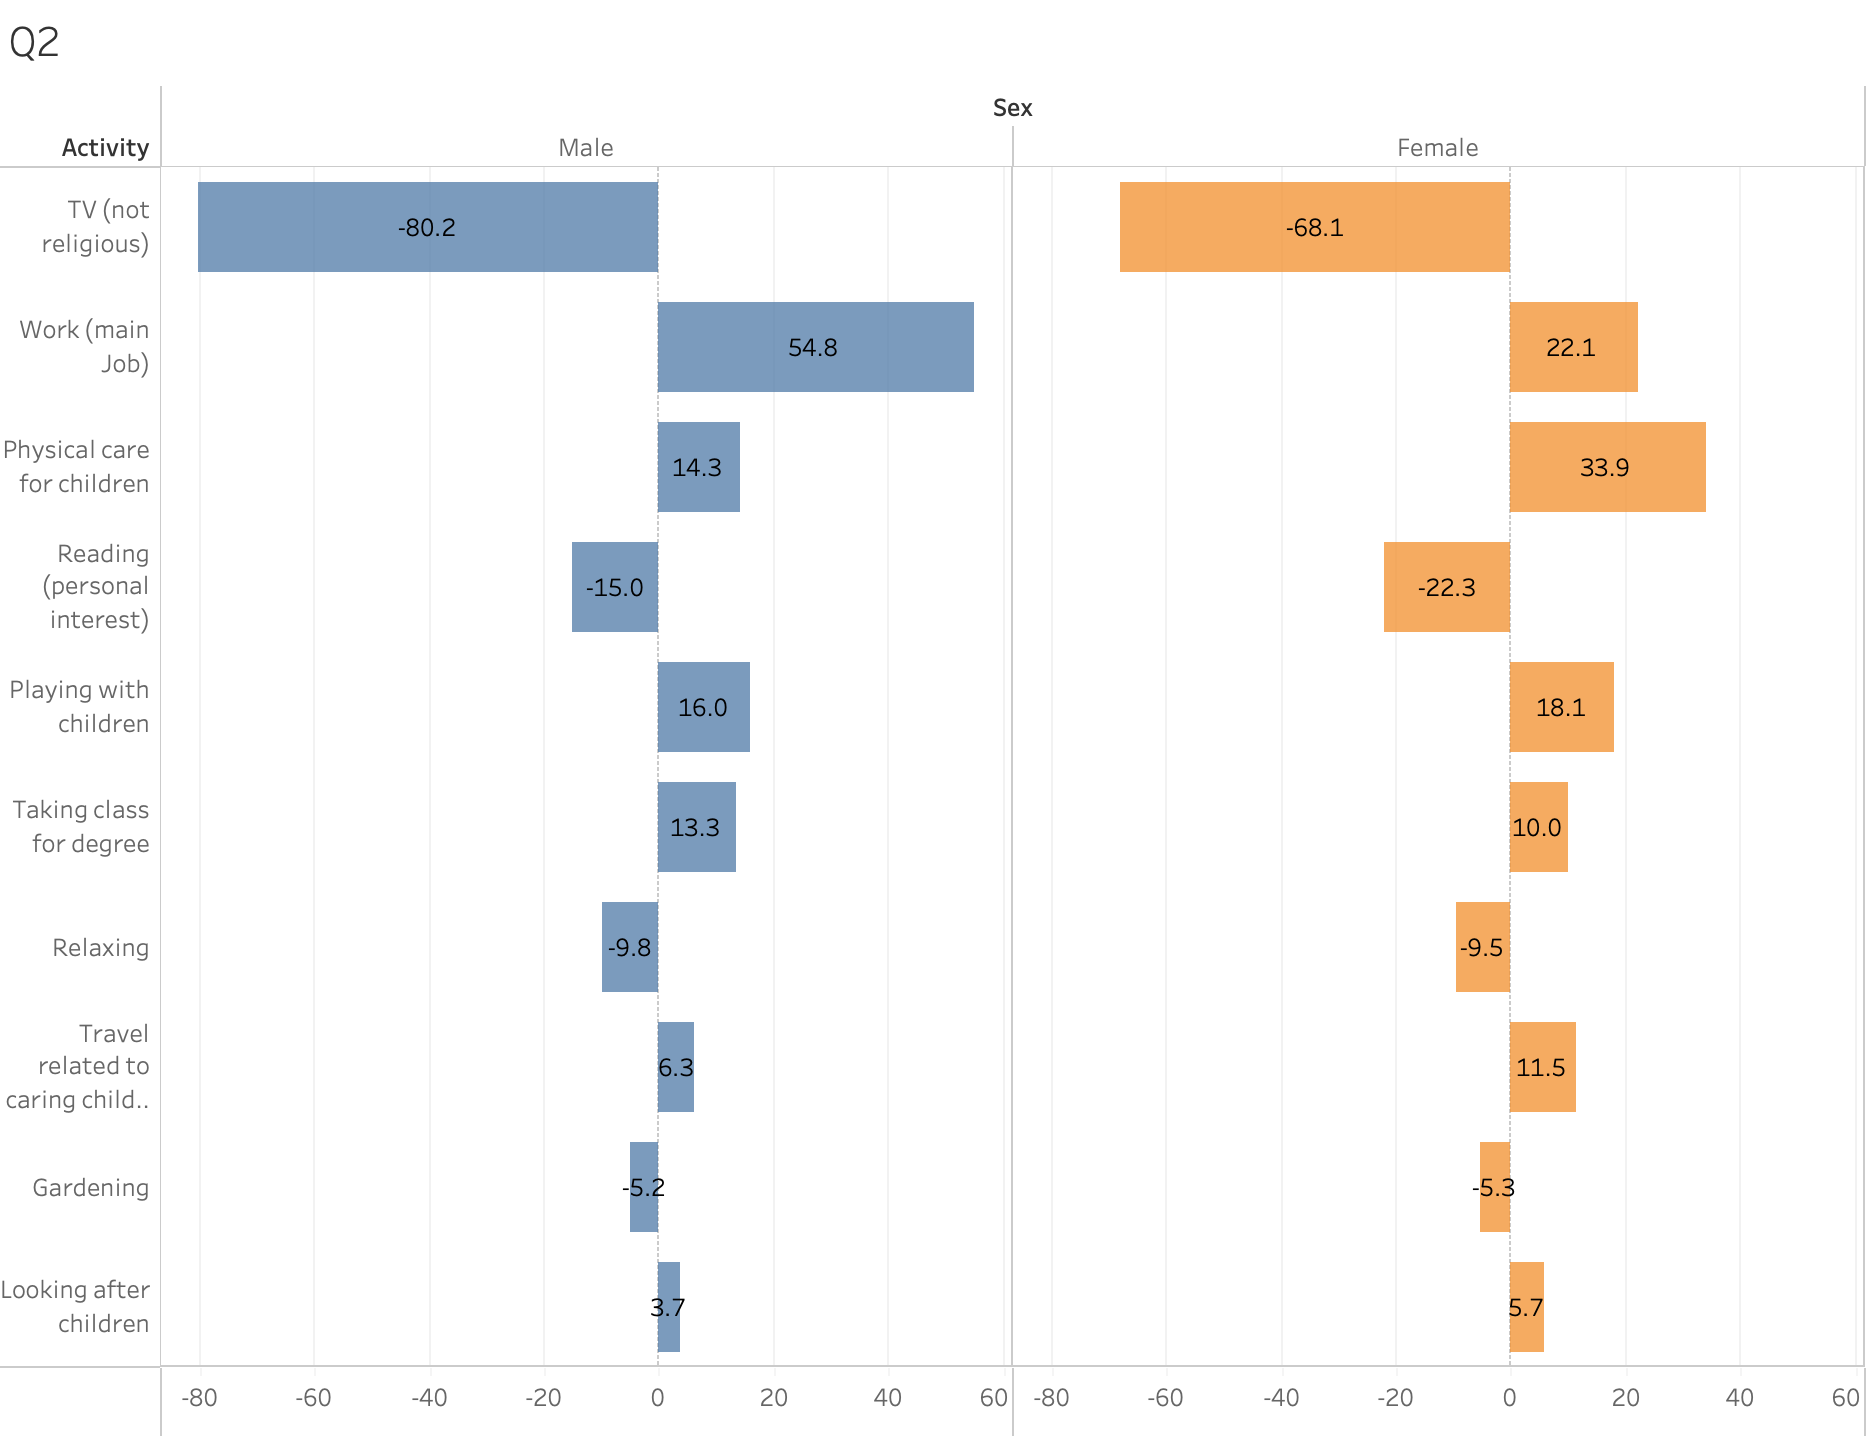 Q2
Sex
Activity
Male
Female
TV (not
religious)
-80.2
-68.1
Work (main
Job)
54.8
22.1
Physical care
for children
14.3
33.9
Reading
(personal
interest)
-15.0
-22.3
Playing with
children
16.0
18.1
Taking class
for degree
13.3
10.0
Relaxing
-9.8
-9.5
Travel
related to
caring child..
6.3
11.5
Gardening
-5.2
-5.3
Looking after
children
3.7
5.7
-80 -60 -40 -20 0 20 40 60
-80 -60 -40 -20 0 20 40 60